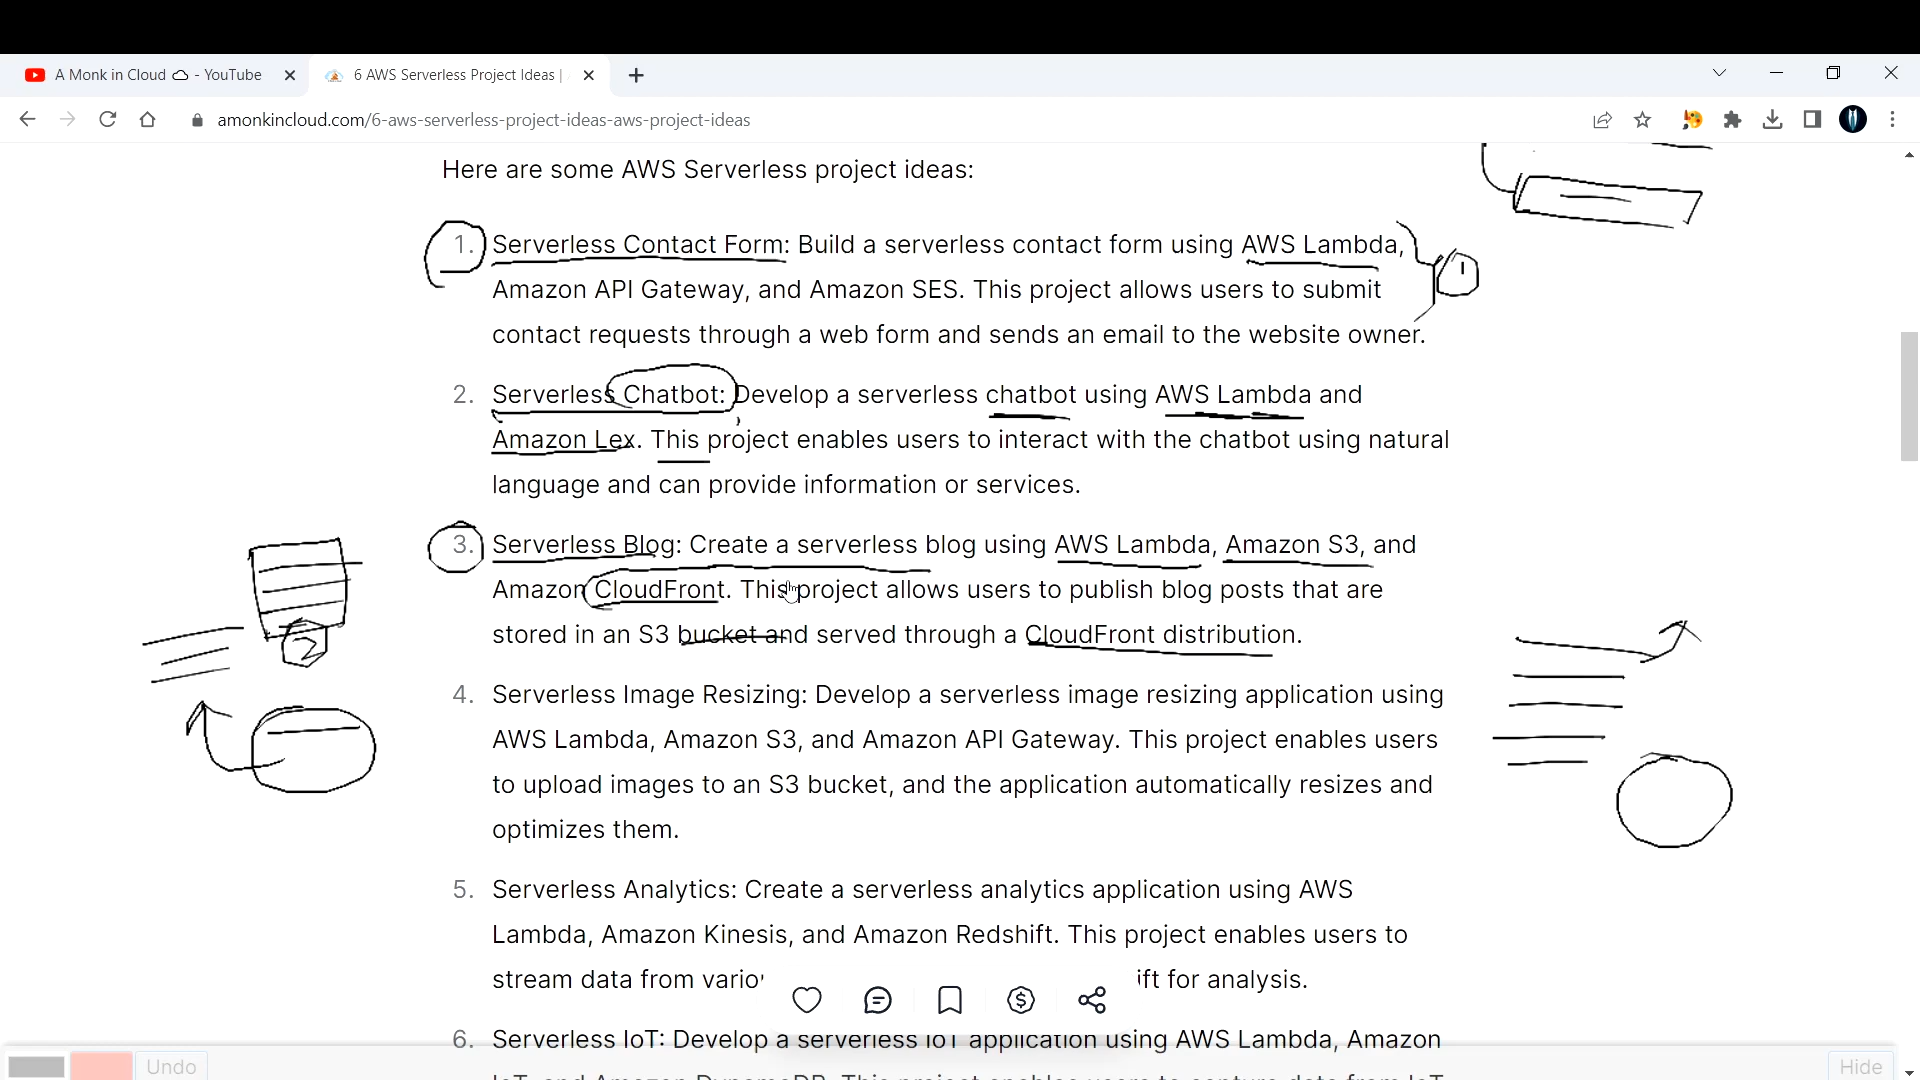 A Monk in Cloud - YouTube
6 AWS Serverless Project Ideas |
amonkincloud.com/6-aws-serverless-project-ideas-aws-project-ideas
Here are some AWS Serverless project ideas:
1. Serverless Contact Form: Build a serverless contact form using AWS Lambda,
1
Amazon API Gateway, and Amazon SES. This project allows users to submit
contact requests through a web form and sends an email to the website owner.
2. Serverless Chatbot: Develop a serverless chatbot using AWS Lambda and
Amazon Lex. This project enables users to interact with the chatbot using natural
language and can provide information or services.
3. Serverless Blog: Create a serverless blog using AWS Lambda, Amazon S3, and
Amazon CloudFront. This project allows users to publish blog posts that are
stored in an S3 bucket and served through a CloudFront distribution.
2
4. Serverless Image Resizing: Develop a serverless image resizing application using
AWS Lambda, Amazon S3, and Amazon API Gateway. This project enables users
to upload images to an S3 bucket, and the application automatically resizes and
optimizes them.
5. Serverless Analytics: Create a serverless analytics application using AWS
Lambda, Amazon Kinesis, and Amazon Redshift. This project enables users to
stream data from for analysis.
6. Serverless IoT: Develop a serverless IoT application using AWS Lambda, Amazon
Undo
Hide